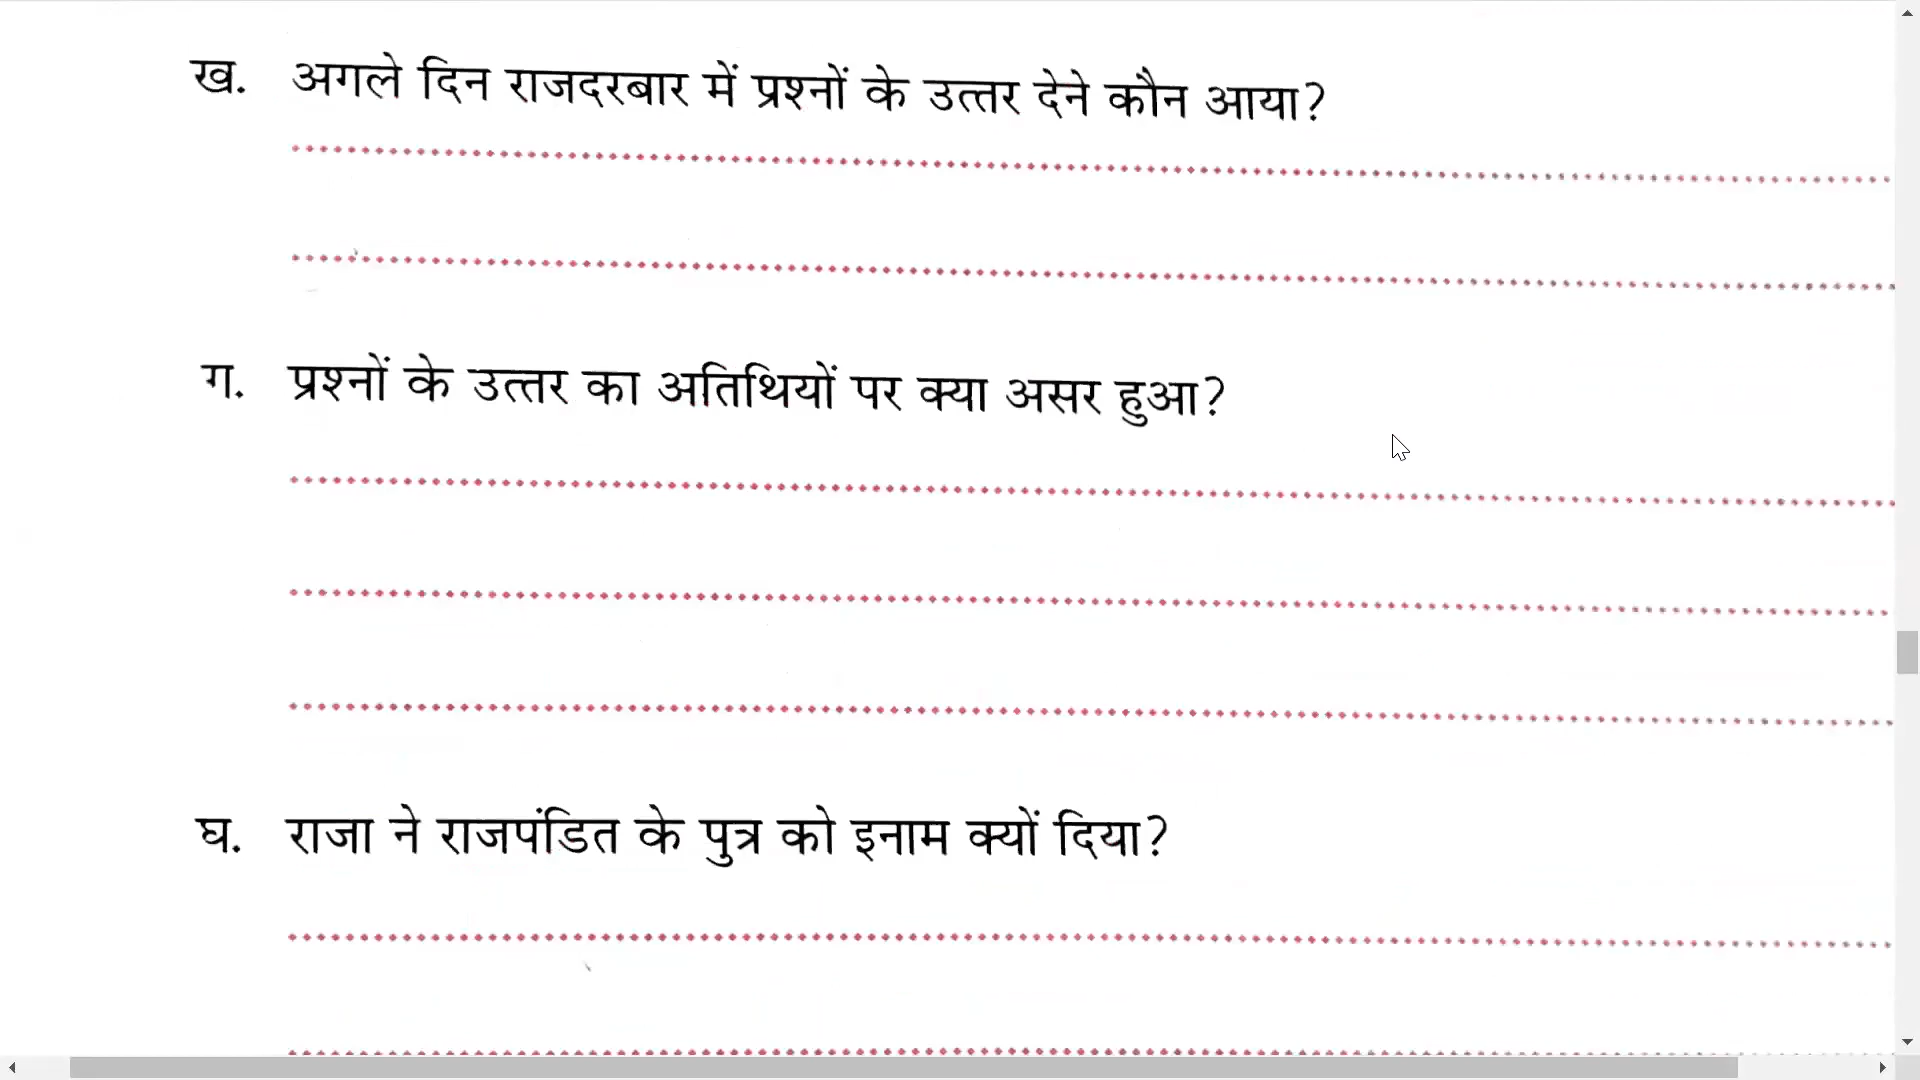 ख. अगले दिन राजदरबार में प्रश्नों के उत्तर देने कौन आया?
ग. प्रश्नों के उत्तर का अतिथियों पर क्या असर हुआ?
घ. राजा ने राजपंडित के पुत्र को इनाम क्यों दिया?